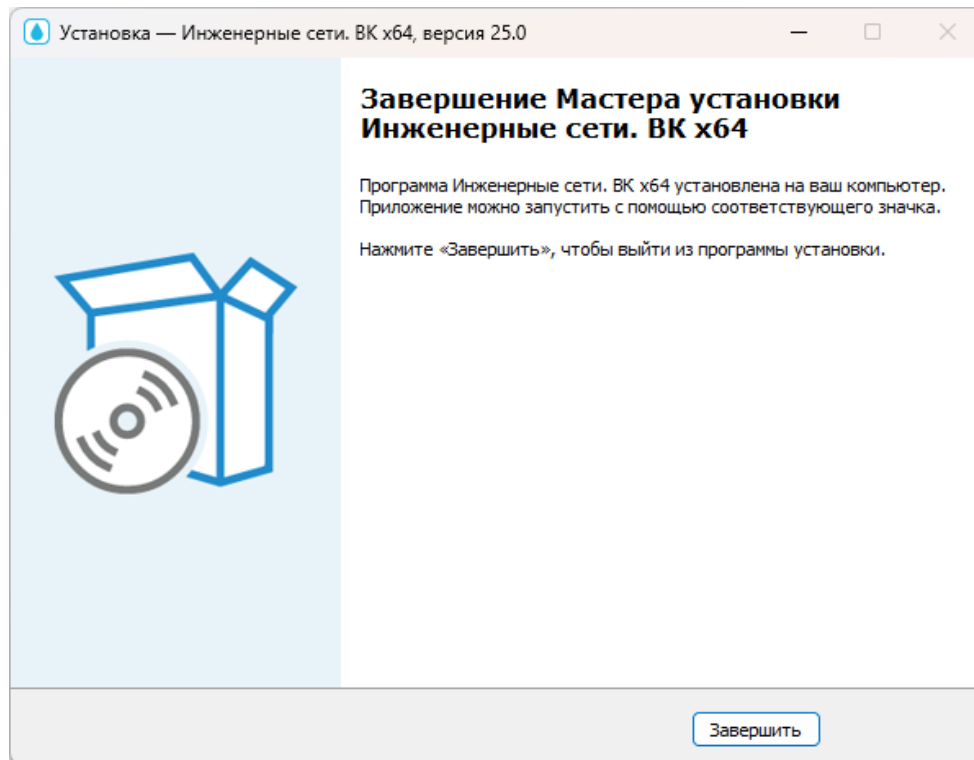 Установка — Инженерные сети. ВК x64, версия 25.0
Завершение Мастера установки
Инженерные сети. ВК x64
Программа Инженерные сети. ВК x64 установлена на ваш компьютер.
Приложение можно запустить с помощью соответствующего значка.
Нажмите «Завершить», чтобы выйти из программы установки.
Завершить